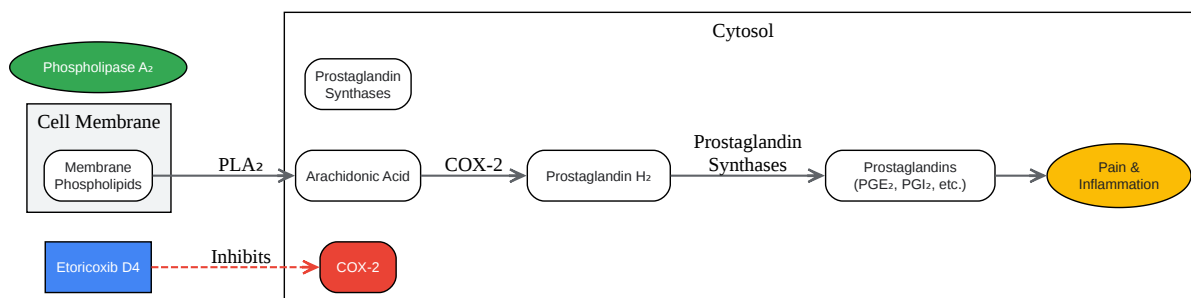 Cytosol
Phospholipase A₂
Prostaglandin
Synthases
Cell Membrane
Membrane
Phospholipids
PLA₂
Arachidonic Acid
COX-2
Prostaglandin H₂
Prostaglandin
Synthases
Prostaglandins
(PGE₂, PGI₂, etc.)
Pain &
Inflammation
Etoricoxib D4
Inhibits
COX-2